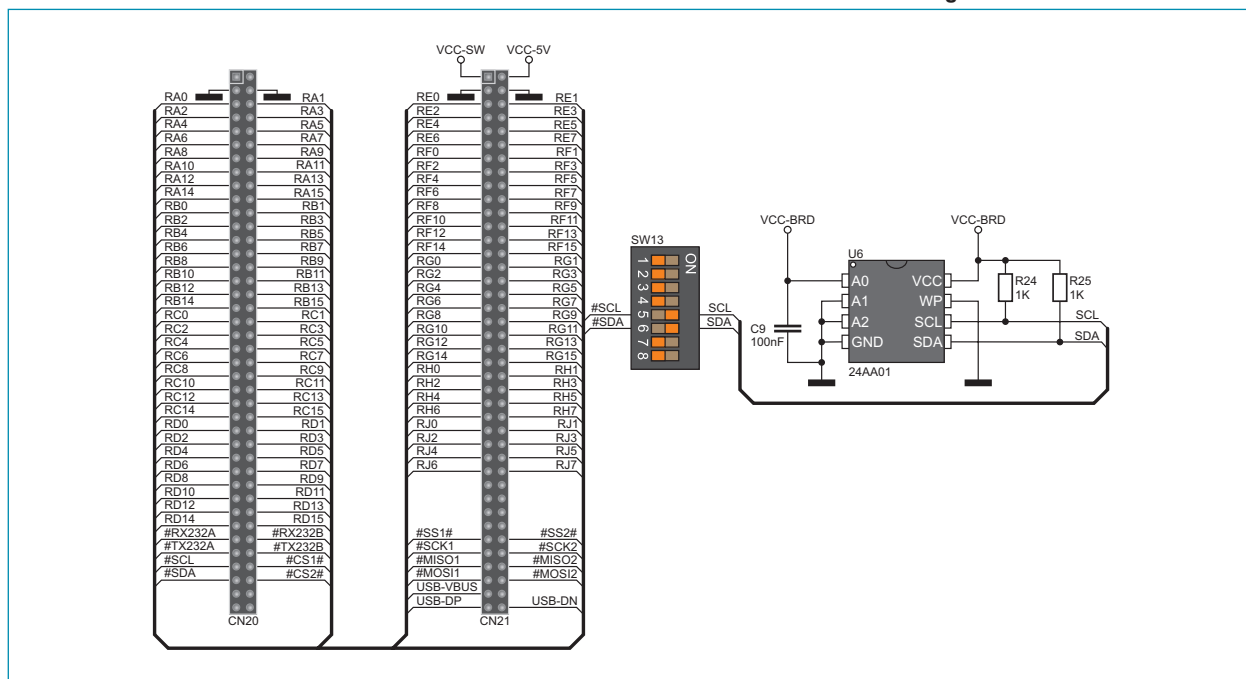 g
VCC-SW VCC-5V
RA0 RA1
RA2 RA3
RA4 RA5
RA6 RA7
RA8 RA9
RA10 RA11
RA12 RA13
RA14 RA15
RB0 RB1
RB2 RB3
RB4 RB5
RB6 RB7
RB8 RB9
RB10 RB11
RB12 RB13
RB14 RB15
RC0 RC1
RC2 RC3
RC4 RC5
RC6 RC7
RC8 RC9
RC10 RC11
RC12 RC13
RC14 RC15
RD0 RD1
RD2 RD3
RD4 RD5
RD6 RD7
RD8 RD9
RD10 RD11
RD12 RD13
RD14 RD15
#RX232A #RX232B
#TX232A #TX232B
#SCL #CS1#
#SDA #CS2#
CN20
RE0 RE1
RE2 RE3
RE4 RE5
RE6 RE7
RF0 RF1
RF2 RF3
RF4 RF5
RF6 RF7
RF8 RF9
RF10 RF11
RF12 RF13
RF14 RF15
RG0 RG1
RG2 RG3
RG4 RG5
RG6 RG7
RG8 RG9
RG10 RG11
RG12 RG13
RG14 RG15
RH0 RH1
RH2 RH3
RH4 RH5
RH6 RH7
RJ0 RJ1
RJ2 RJ3
RJ4 RJ5
RJ6 RJ7
#SS1# #SS2#
#SCK1 #SCK2
#MISO1 #MISO2
#MOSI1 #MOSI2
USB-VBUS
USB-DP USB-DN
CN21
SW13
ON
1
2
3
4
5
6
7
8
#SCL SCL
#SDA SDA
VCC-BRD VCC-BRD
U6
A0 VCC
A1 WP
A2 SCL
GND SDA
24AA01
C9
100nF
R24
1K
R25
1K
SCL
SDA